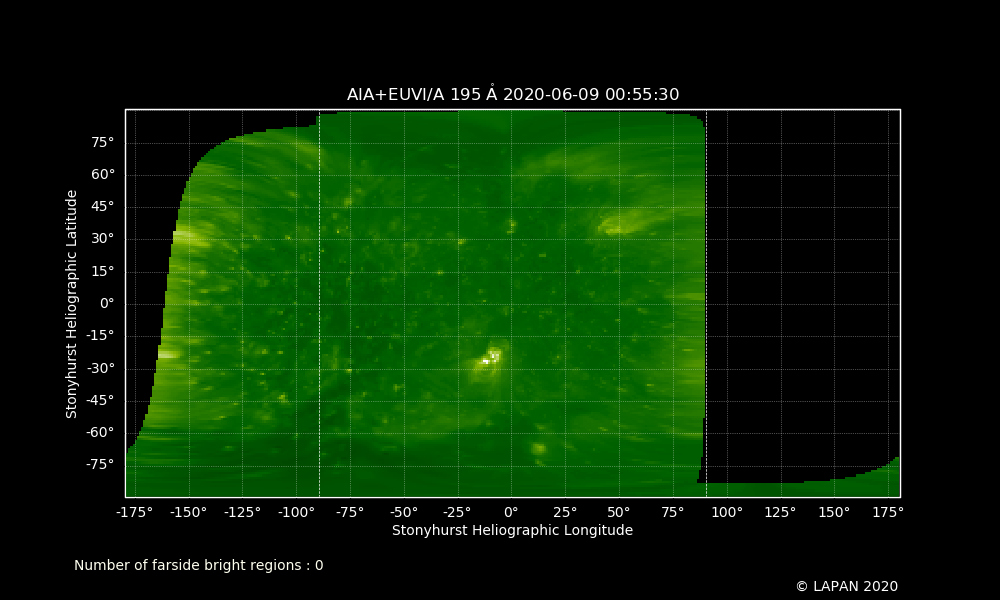 AIA+EUVI/A 195 Å 2020-06-09 00:55:30
75°
60°
45°
30°
15°
0°
-15°
-30°
-45°
-60°
-75°
Stonyhurst Heliographic Latitude
-175° -150° -125° -100° -75° -50° -25° 0° 25° 50° 75° 100° 125° 150° 175°
Stonyhurst Heliographic Longitude
Number of farside bright regions : 0
© LAPAN 2020